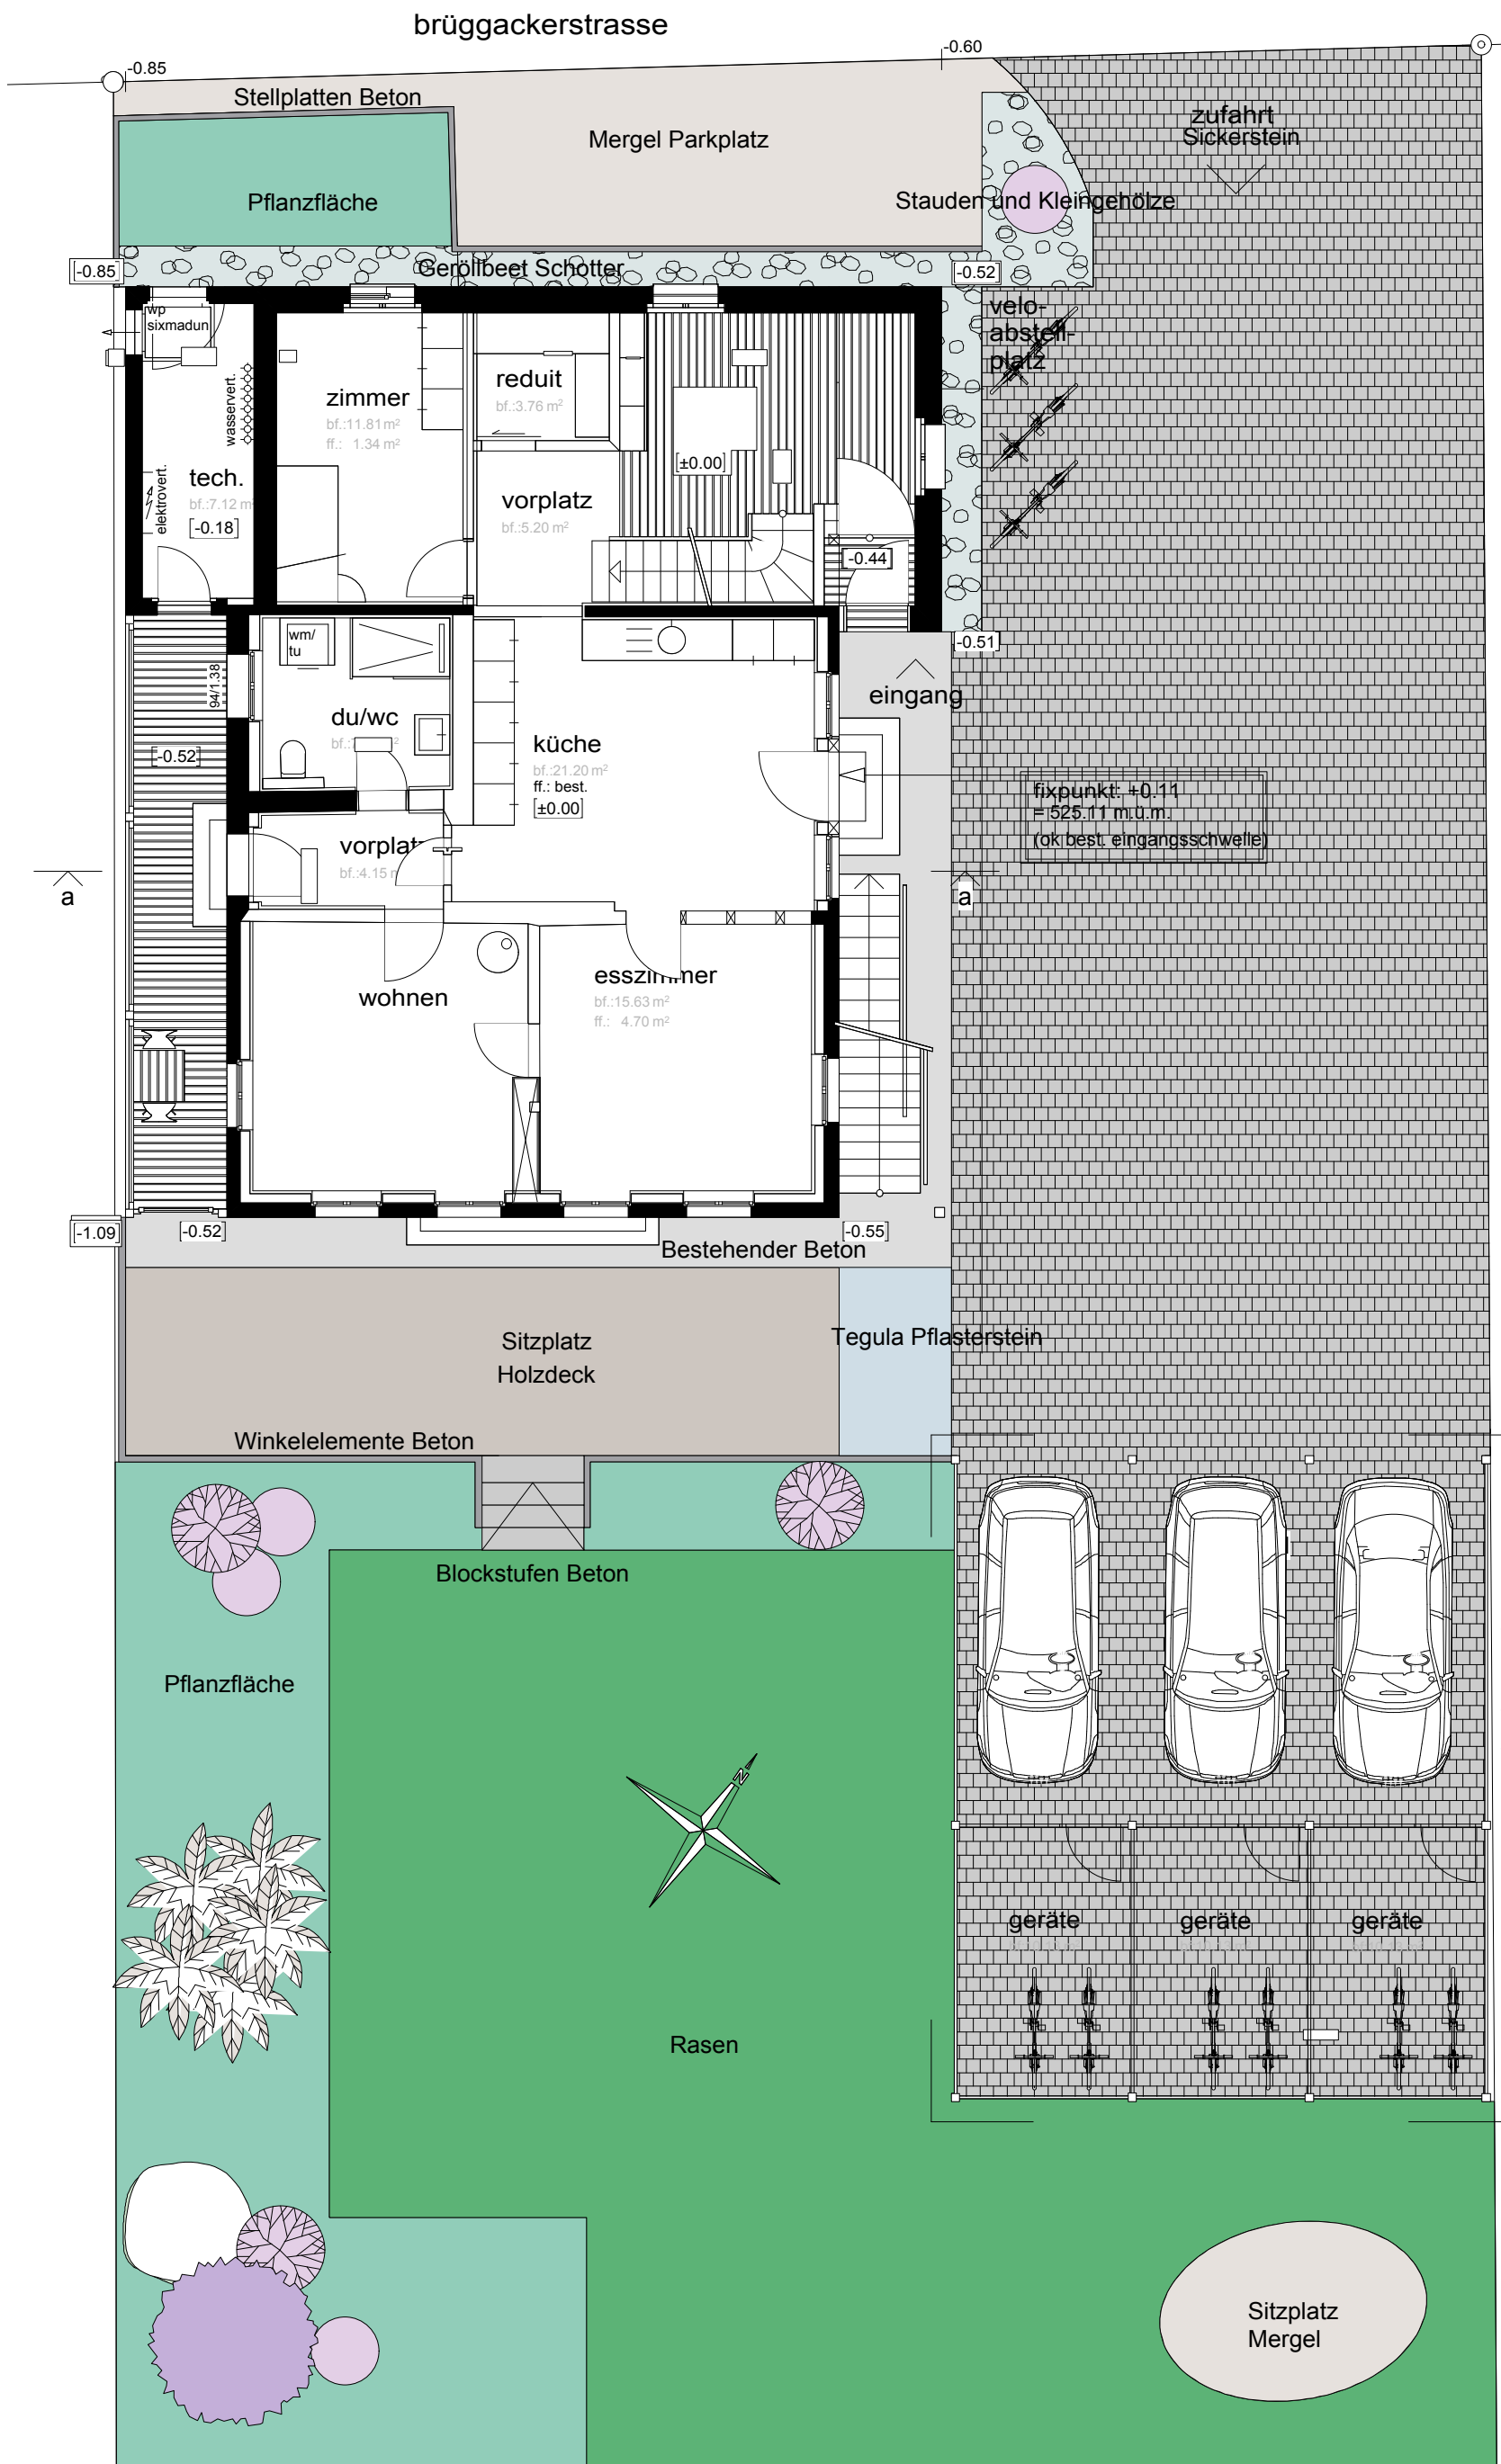 brüggackerstrasse
-0.85
-0.60
Stellplatten Beton
Mergel Parkplatz
zufahrt
Sickerstein
Pflanzfläche
Stauden und Kleingehölze
[-0.85]
Geröllbeet Schotter
[-0.52]
wp
sixmadun
velo-
abstell-
platz
wasservert.
zimmer
bf.:11.81 m²
ff.: 1.34 m²
reduit
bf.:3.76 m²
[±0.00]
elektrovert.
tech.
bf.:7.12 m
[-0.18]
vorplatz
bf.:5.20 m²
[-0.44]
wm/
tu
[-0.51]
94/1.38
eingang
du/wc
bf.:
küche
bf.:21.20 m²
ff.: best.
[±0.00]
[-0.52]
fixpunkt: +0.11
= 525.11 m.ü.m.
(ok best. eingangsschwelle)
vorplatz
bf.:4.15 m
a
a
wohnen
esszimmer
bf.:15.63 m²
ff.: 4.70 m²
[-1.09]
[-0.52]
[-0.55]
Bestehender Beton
Sitzplatz
Holzdeck
Tegula Pflasterstein
Winkelelemente Beton
Blockstufen Beton
Pflanzfläche
N
geräte
geräte
geräte
Rasen
Sitzplatz
Mergel